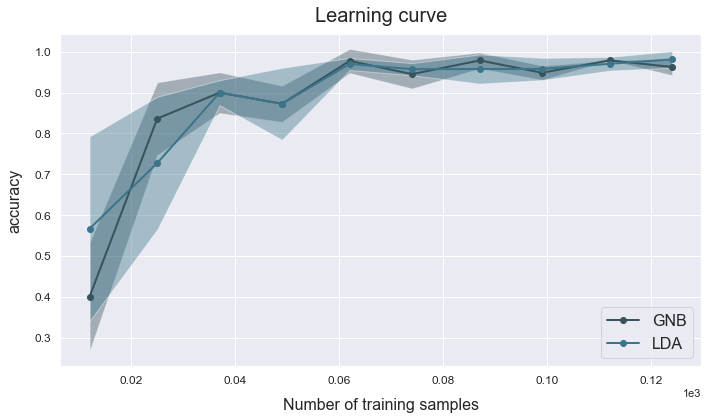 Learning curve
1.0
0.9
0.8
0.7
0.6
0.5
0.4
0.3
accuracy
GNB
LDA
0.02 0.04 0.06 0.08 0.10 0.12
1e3
Number of training samples